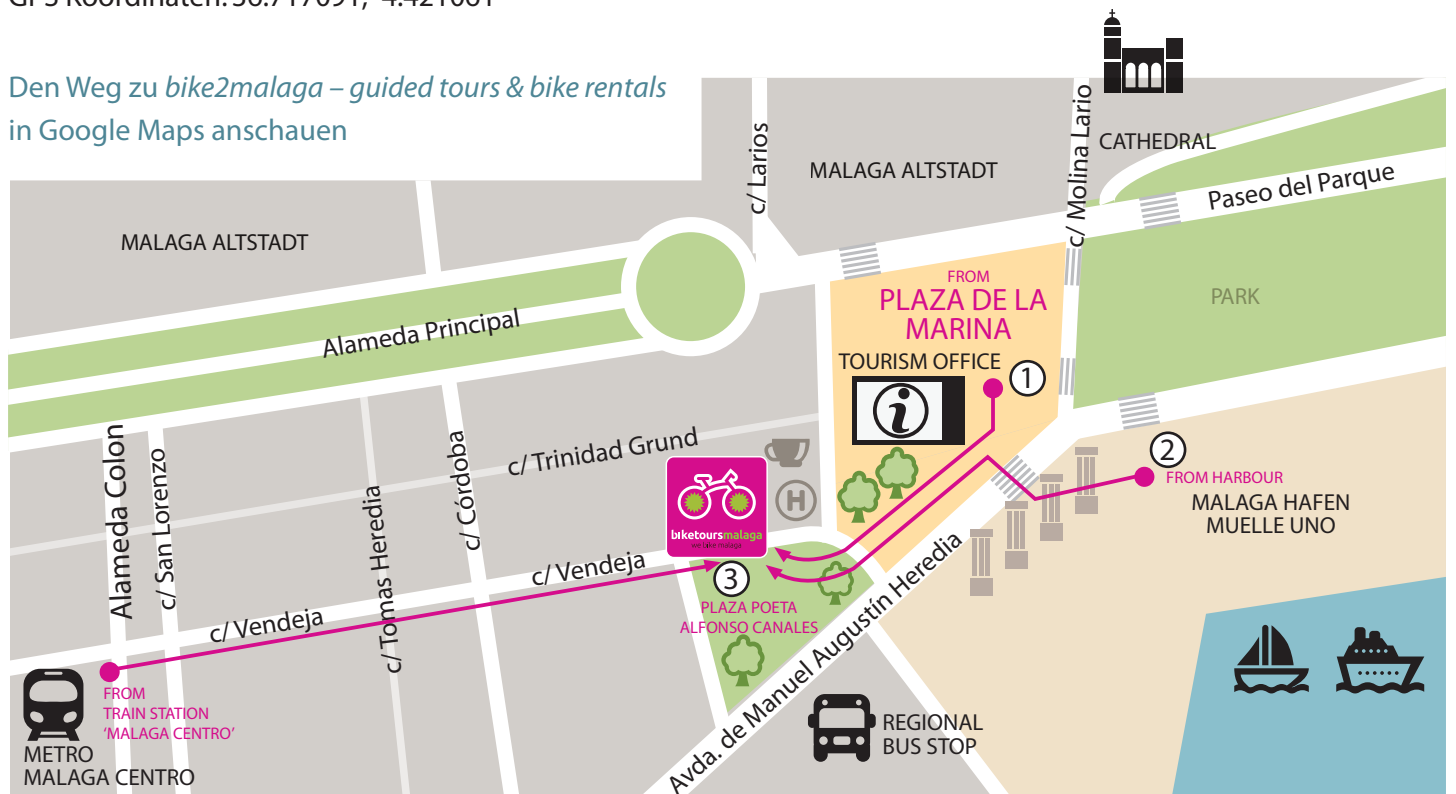 Den Weg zu bike2malaga – guided tours & bike rentals
in Google Maps anschauen
CATHEDRAL
c/ Larios
MALAGA ALTSTADT
c/ Molina Lario
Paseo del Parque
MALAGA ALTSTADT
FROM
PLAZA DE LA
MARINA
PARK
Alameda Principal
TOURISM OFFICE
i
1
c/ Trinidad Grund
H
2
FROM HARBOUR
MALAGA HAFEN
MUELLE UNO
Alameda Colon
c/ San Lorenzo
c/ Tomas Heredia
c/ Córdoba
biketoursmalaga
we bike malaga
c/ Vendeja
3
PLAZA POETA
ALFONSO CANALES
c/ Vendeja
Avda. de Manuel Augustín Heredia
FROM
TRAIN STATION
'MALAGA CENTRO'
METRO
MALAGA CENTRO
REGIONAL
BUS STOP